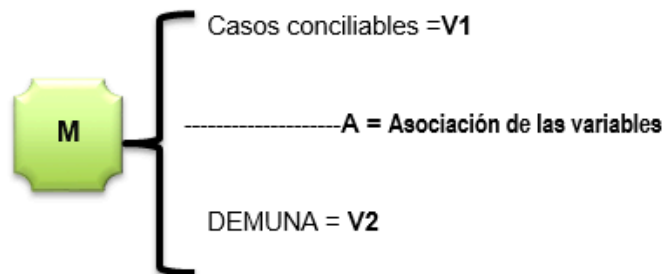 Casos conciliables =V1
M
--------------------A = Asociación de las variables
DEMUNA = V2